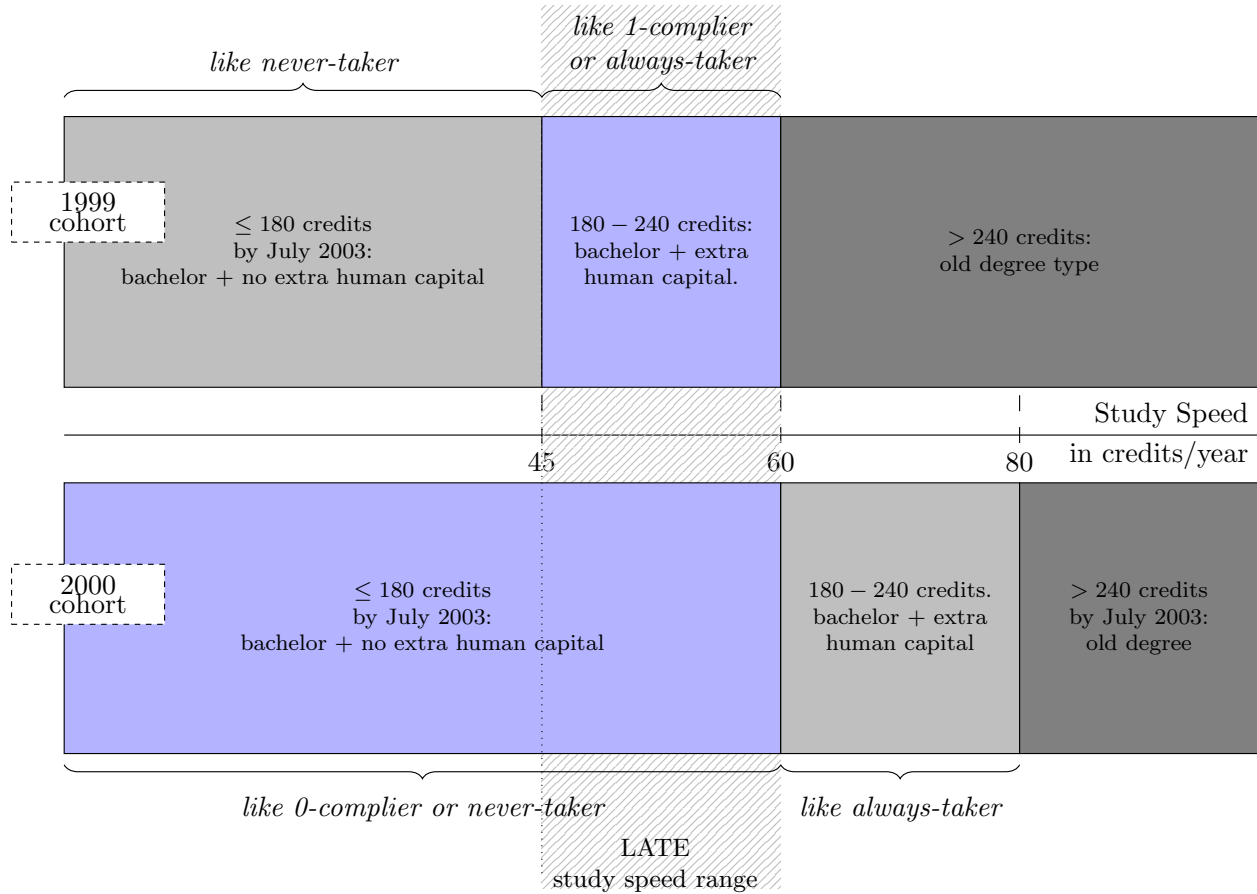 like 1-complier
or always-taker
like never-taker
1999
cohort
≤ 180 credits
by July 2003:
bachelor + no extra human capital
180 − 240 credits:
bachelor + extra
human capital.
> 240 credits:
old degree type
Study Speed
in credits/year
45
60
80
2000
cohort
≤ 180 credits
by July 2003:
bachelor + no extra human capital
180 − 240 credits.
bachelor + extra
human capital
> 240 credits
by July 2003:
old degree
like 0-complier or never-taker
like always-taker
LATE
study speed range